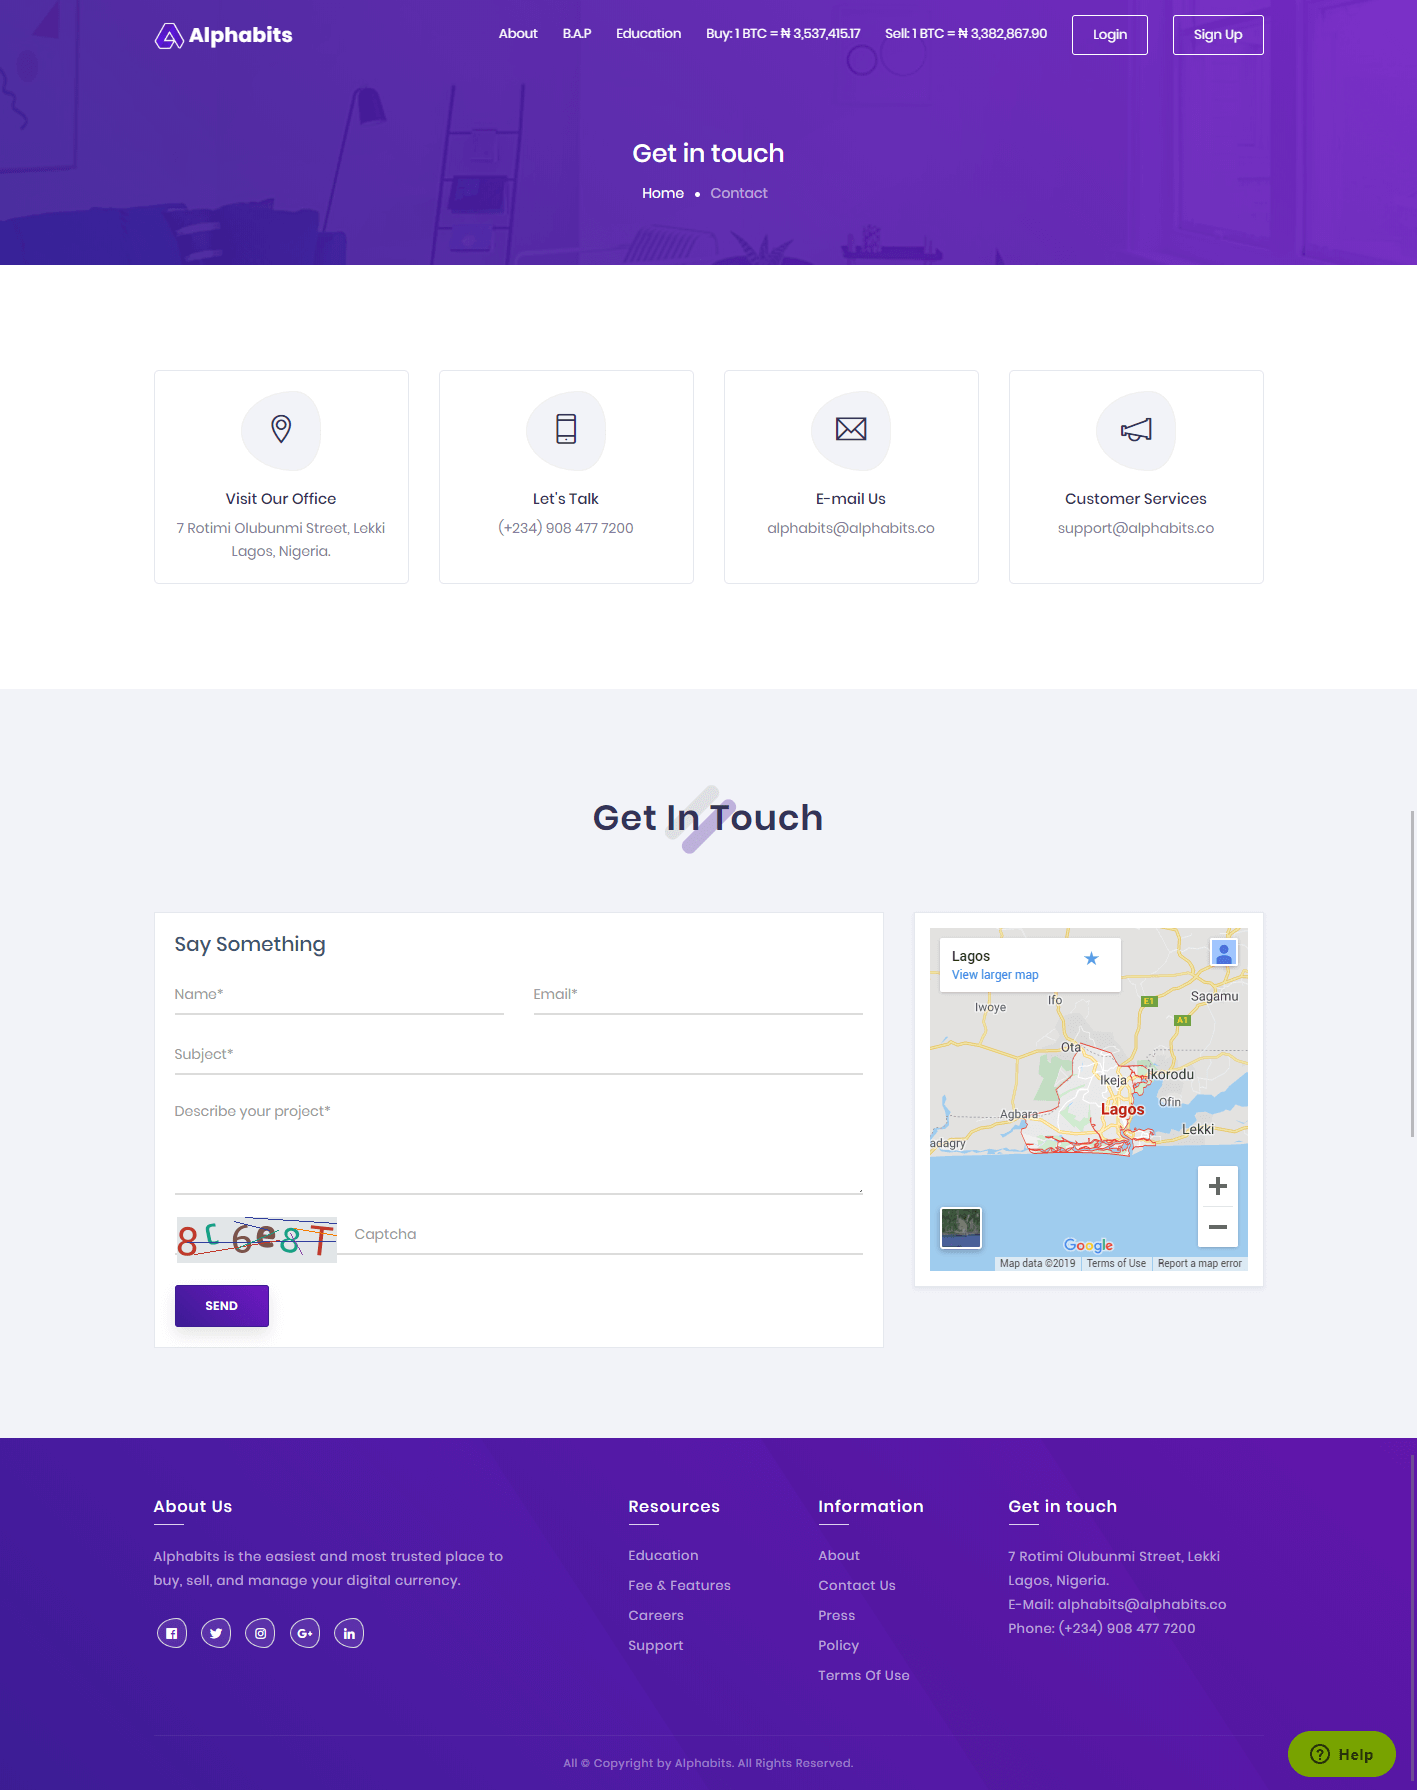 Alphabits
About
B.A.P
Education
Buy: 1 BTC = ₦ 3,537,415.17
Sell: 1 BTC = ₦ 3,382,867.90
Login
Sign Up
Get in touch
Home
Contact
Visit Our Office
7 Rotimi Olubunmi Street, Lekki
Lagos, Nigeria.
Let's Talk
(+234) 908 477 7200
E-mail Us
alphabits@alphabits.co
Customer Services
support@alphabits.co
Get In Touch
Say Something
Name*
Email*
Subject*
Describe your project*
Captcha
SEND
Lagos
View larger map
Iwoye
Ifo
E1
Sagamu
A1
Ota
Ikeja
Ikorodu
Ofin
Agbara
Lagos
Lekki
adagry
Google
Map data ©2019
Terms of Use
Report a map error
About Us
Alphabits is the easiest and most trusted place to
buy, sell, and manage your digital currency.
Resources
Education
Fee & Features
Careers
Support
Information
About
Contact Us
Press
Policy
Terms Of Use
Get in touch
7 Rotimi Olubunmi Street, Lekki
Lagos, Nigeria.
E-Mail: alphabits@alphabits.co
Phone: (+234) 908 477 7200
All © Copyright by Alphabits. All Rights Reserved.
Help